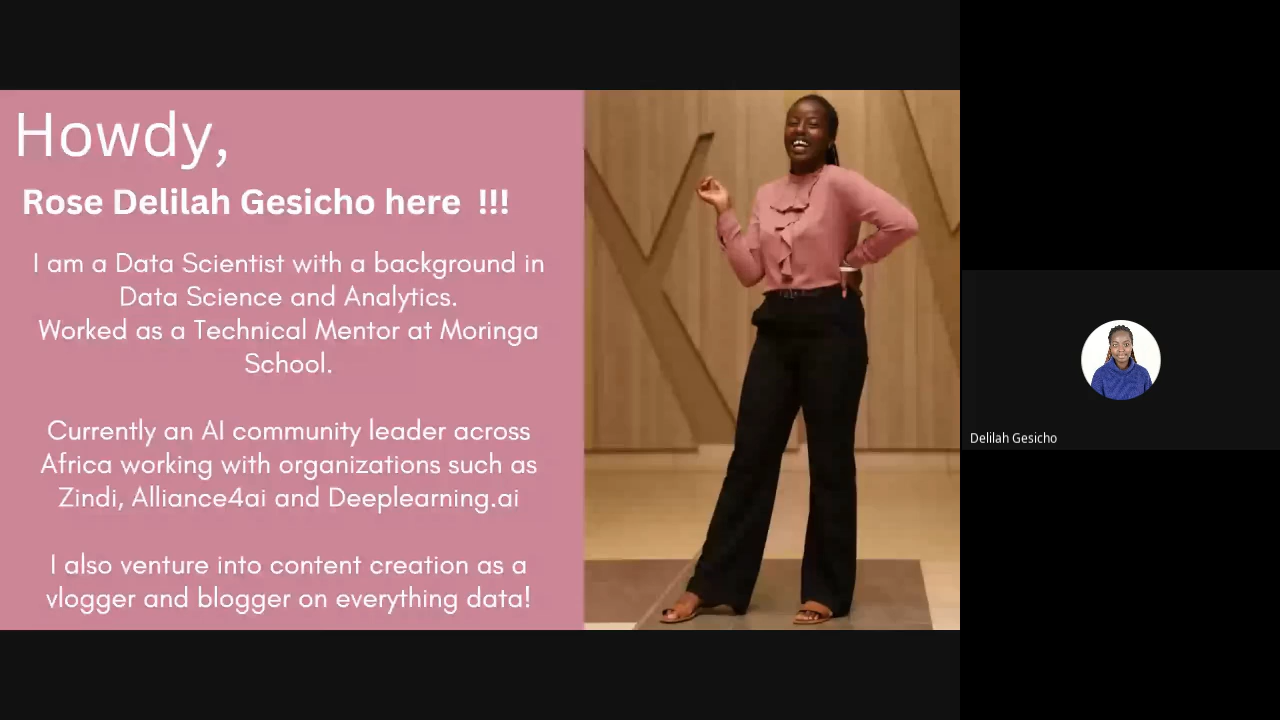 Howdy,
Rose Delilah Gesicho here !!!
I am a Data Scientist with a background in
Data Science and Analytics.
Worked as a Technical Mentor at Moringa
School.
Currently an AI community leader across
Africa working with organizations such as
Zindi, Alliance4ai and Deeplearning.ai
I also venture into content creation as a
vlogger and blogger on everything data!
Delilah Gesicho